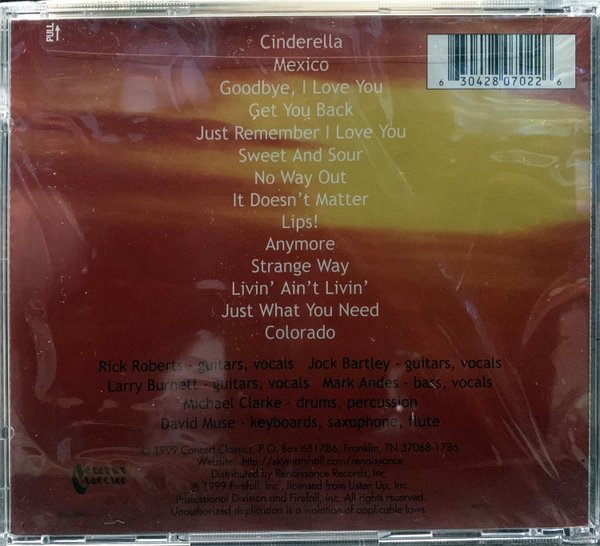 PULL
Cinderella
Mexico
Goodbye, I Love You
Get You Back
Just Remember I Love You
Sweet And Sour
No Way Out
It Doesn't Matter
Lips!
Anymore
Strange Way
Livin' Ain't Livin'
Just What You Need
Colorado
6 30428 07022 6
Rick Roberts - guitars, vocals Jock Bartley - guitars, vocals
Larry Burnett - guitars, vocals Mark Andes - bass, vocals
Michael Clarke - drums, percussion
David Muse - keyboards, saxophone, flute
© 1999 Concert Classics, P.O. Box 681786, Franklin, TN 37068-1786
Website: http://skymarshall.com/renaissance
Distributed by Renaissance Records, Inc.
℗ 1999 Firefall, Inc., licensed from Listen Up, Inc.
Professional Division and Firefall, Inc. All rights reserved.
Unauthorized duplication is a violation of applicable laws.
Concert
Classics